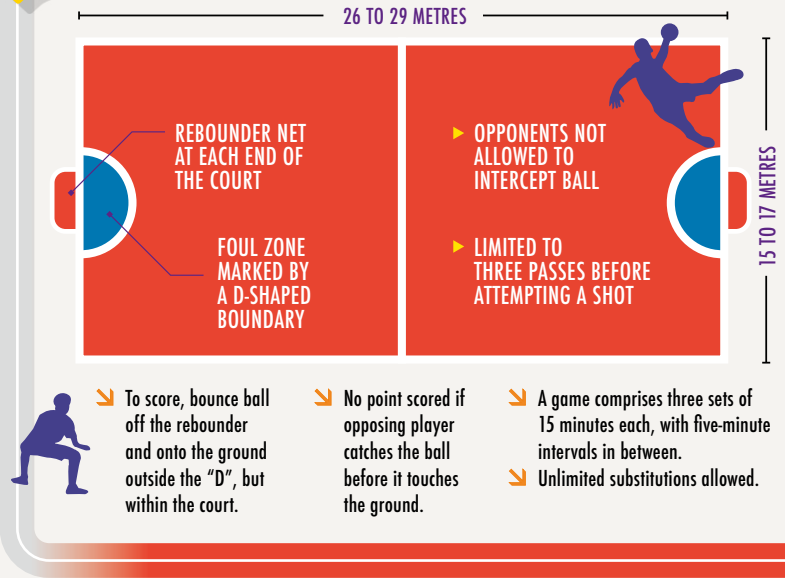 26 TO 29 METRES
REBOUNDER NET
AT EACH END OF
THE COURT
FOUL ZONE
MARKED BY
A D-SHAPED
BOUNDARY
OPPONENTS NOT
ALLOWED TO
INTERCEPT BALL
LIMITED TO
THREE PASSES BEFORE
ATTEMPTING A SHOT
15 TO 17 METRES
To score, bounce ball
off the rebounder
and onto the ground
outside the “D”, but
within the court.
No point scored if
opposing player
catches the ball
before it touches
the ground.
A game comprises three sets of
15 minutes each, with five-minute
intervals in between.
Unlimited substitutions allowed.